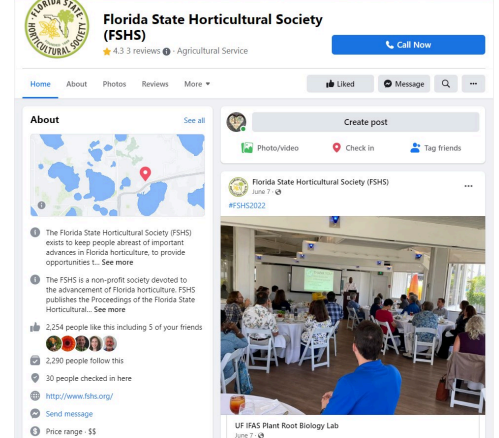 FLORIDA STATE
HORTICULTURAL SOCIETY
Florida State Horticultural Society
(FSHS)
4.3 3 reviews · Agricultural Service
Call Now
Home About Photos Reviews More
Liked
Message
About
See all
The Florida State Horticultural Society (FSHS)
exists to keep people abreast of important
advances in Florida horticulture, to provide
opportunities t... See more
The FSHS is a non-profit society devoted to
the advancement of Florida horticulture. FSHS
publishes the Proceedings of the Florida State
Horticultural... See more
2,254 people like this including 5 of your friends
2,290 people follow this
30 people checked in here
http://www.fshs.org/
Send message
Price range · $$
Create post
Photo/video
Check in
Tag friends
Florida State Horticultural Society (FSHS)
June 7 ·
#FSHS2022
UF IFAS Plant Root Biology Lab
June 7 ·